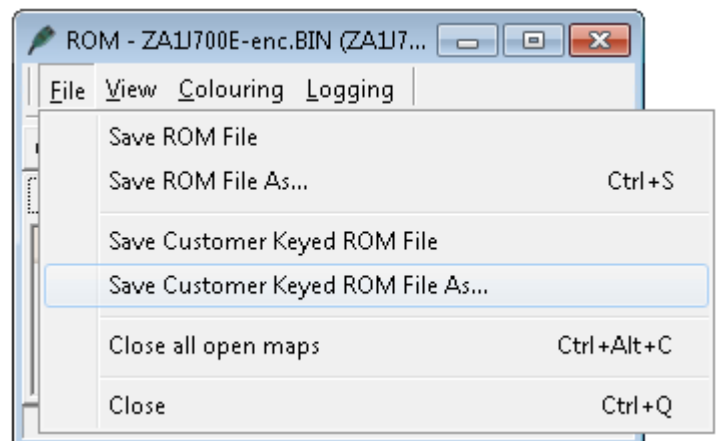 ROM - ZA1J700E-enc.BIN (ZA1J7...
File View Colouring Logging
Save ROM File
Save ROM File As... Ctrl+S
Save Customer Keyed ROM File
Save Customer Keyed ROM File As...
Close all open maps Ctrl+Alt+C
Close Ctrl+Q